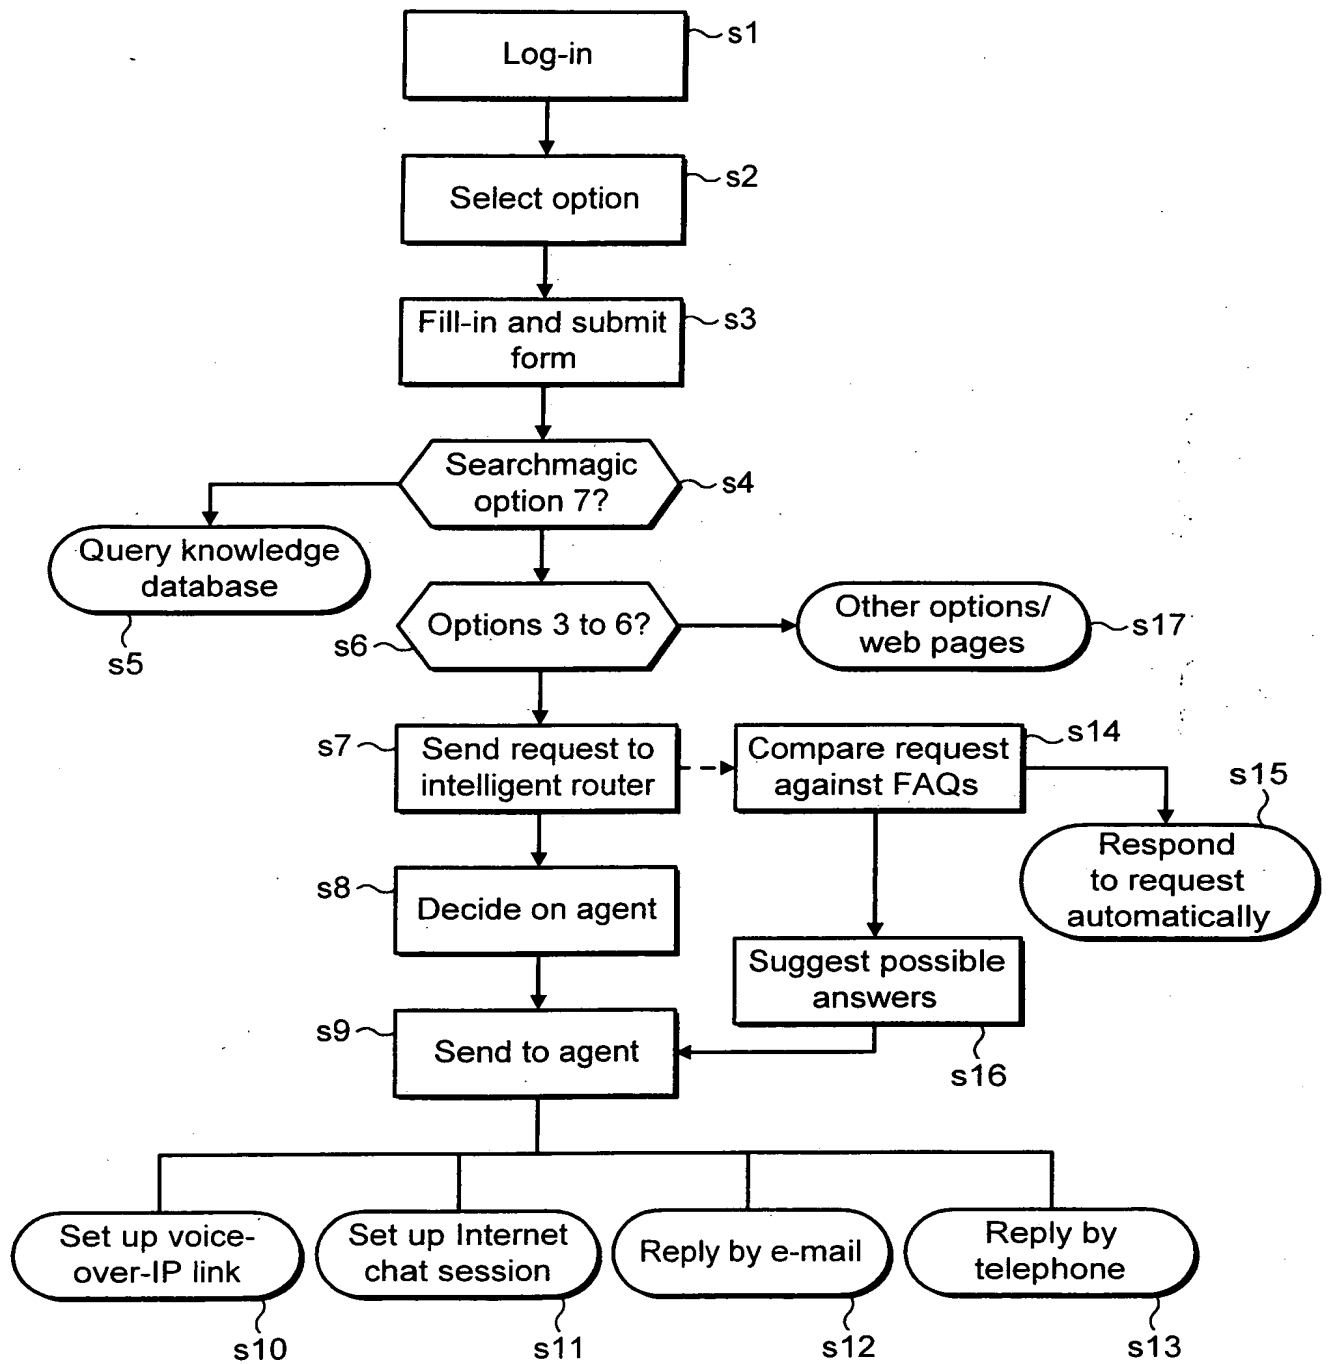 Log-in
s1
Select option
s2
Fill-in and submit
form
s3
Searchmagic
option 7?
s4
Query knowledge
database
s5
Options 3 to 6?
s6
Other options/
web pages
s17
s7
Send request to
intelligent router
Compare request
against FAQs
s14
s15
Respond
to request
automatically
s8
Decide on agent
Suggest possible
answers
s16
s9
Send to agent
Set up voice-
over-IP link
s10
Set up Internet
chat session
s11
Reply by e-mail
s12
Reply by
telephone
s13